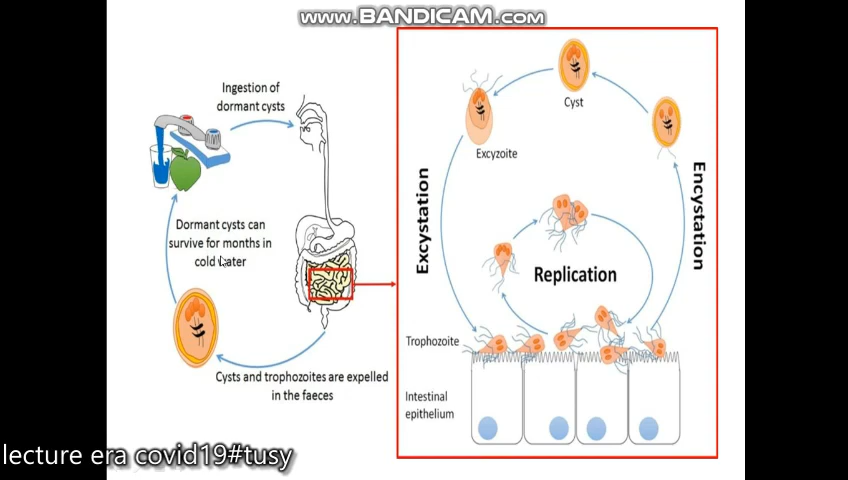 www.BANDICAM.com
Ingestion of
dormant cysts
Dormant cysts can
survive for months in
cold water
Cysts and trophozoites are expelled
in the faeces
Cyst
Excyzoite
Excystation
Encystation
Replication
Trophozoite
Intestinal
epithelium
lecture era covid19#tusy